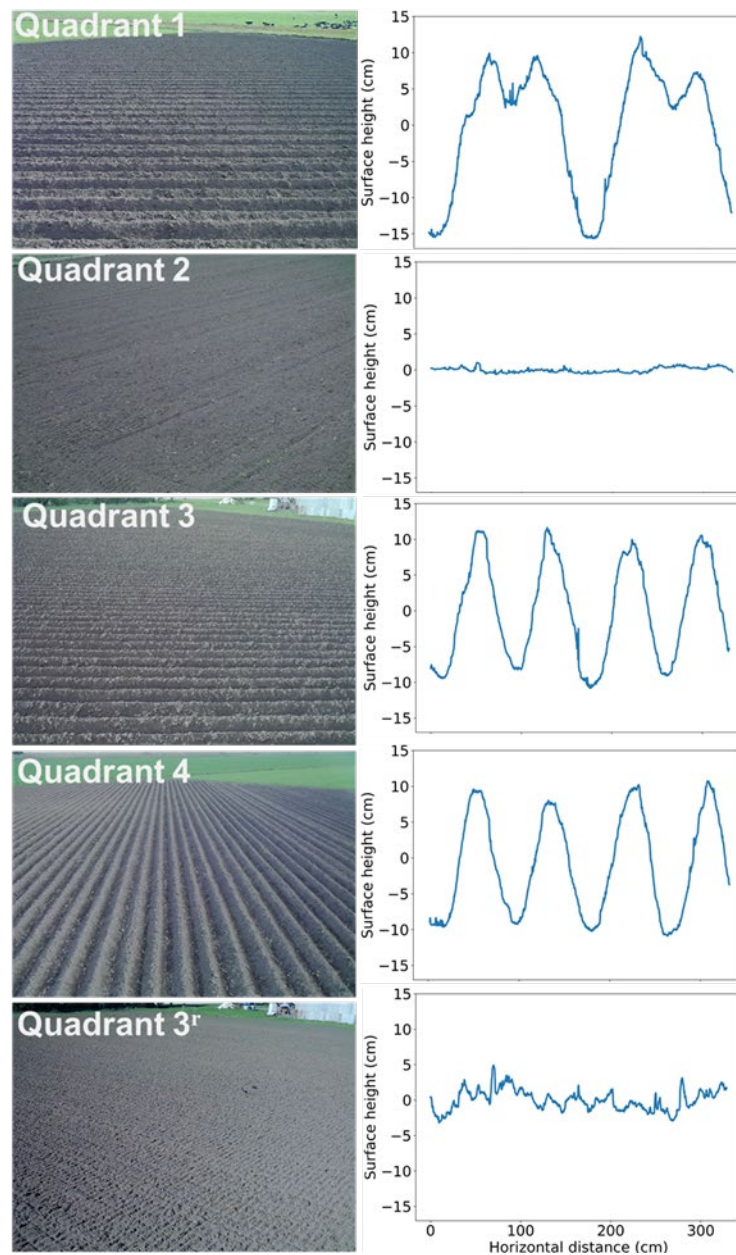 Quadrant 1
Surface height (cm)
15
10
5
0
−5
−10
−15
Quadrant 2
Surface height (cm)
15
10
5
0
−5
−10
−15
Quadrant 3
Surface height (cm)
15
10
5
0
−5
−10
−15
Quadrant 4
Surface height (cm)
15
10
5
0
−5
−10
−15
Quadrant 3ʳ
Surface height (cm)
15
10
5
0
−5
−10
−15
0 100 200 300
Horizontal distance (cm)